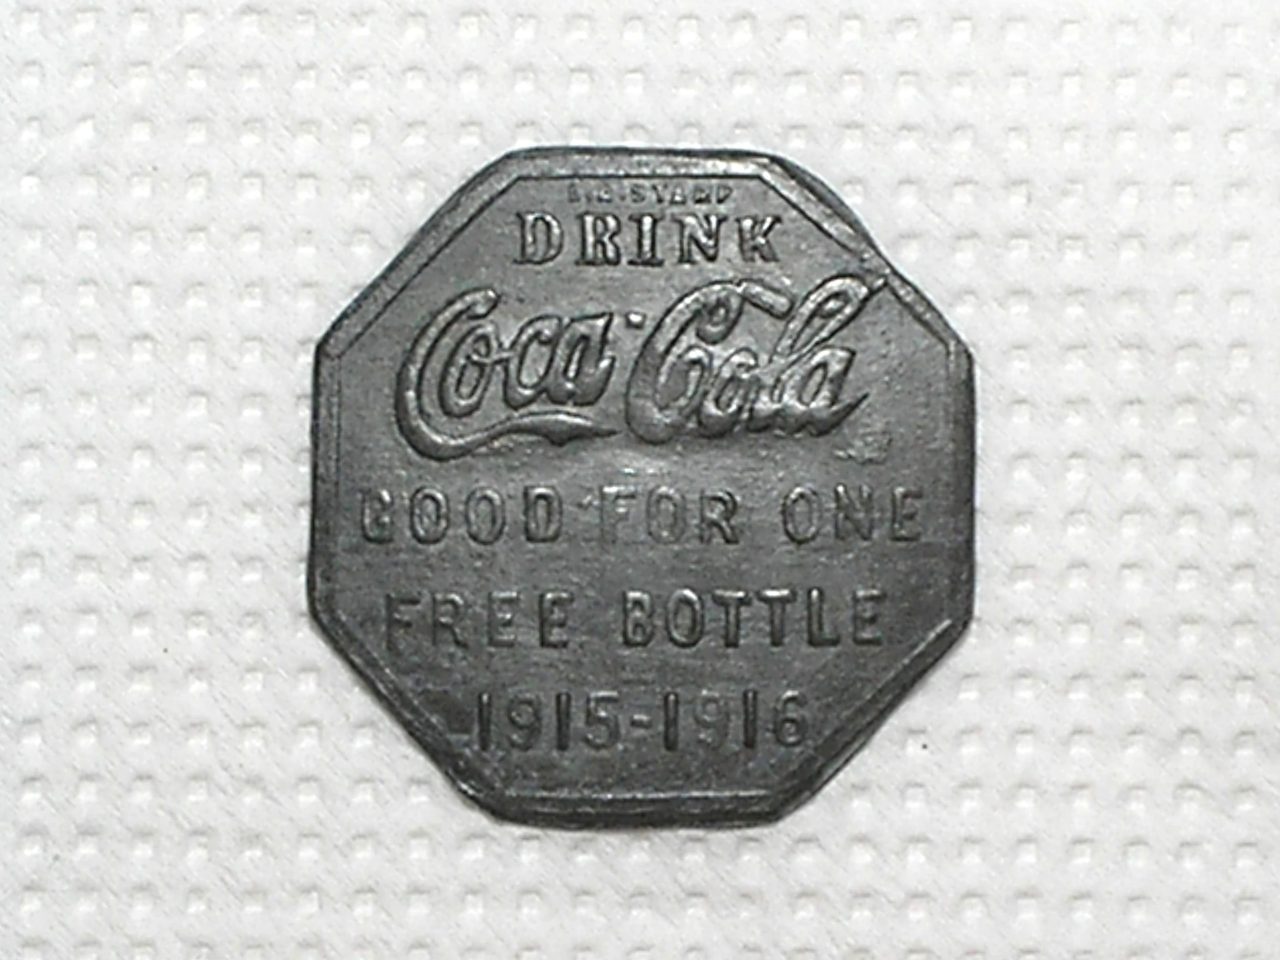 DRINK
Coca-Cola
GOOD FOR ONE
FREE BOTTLE
1915-1916